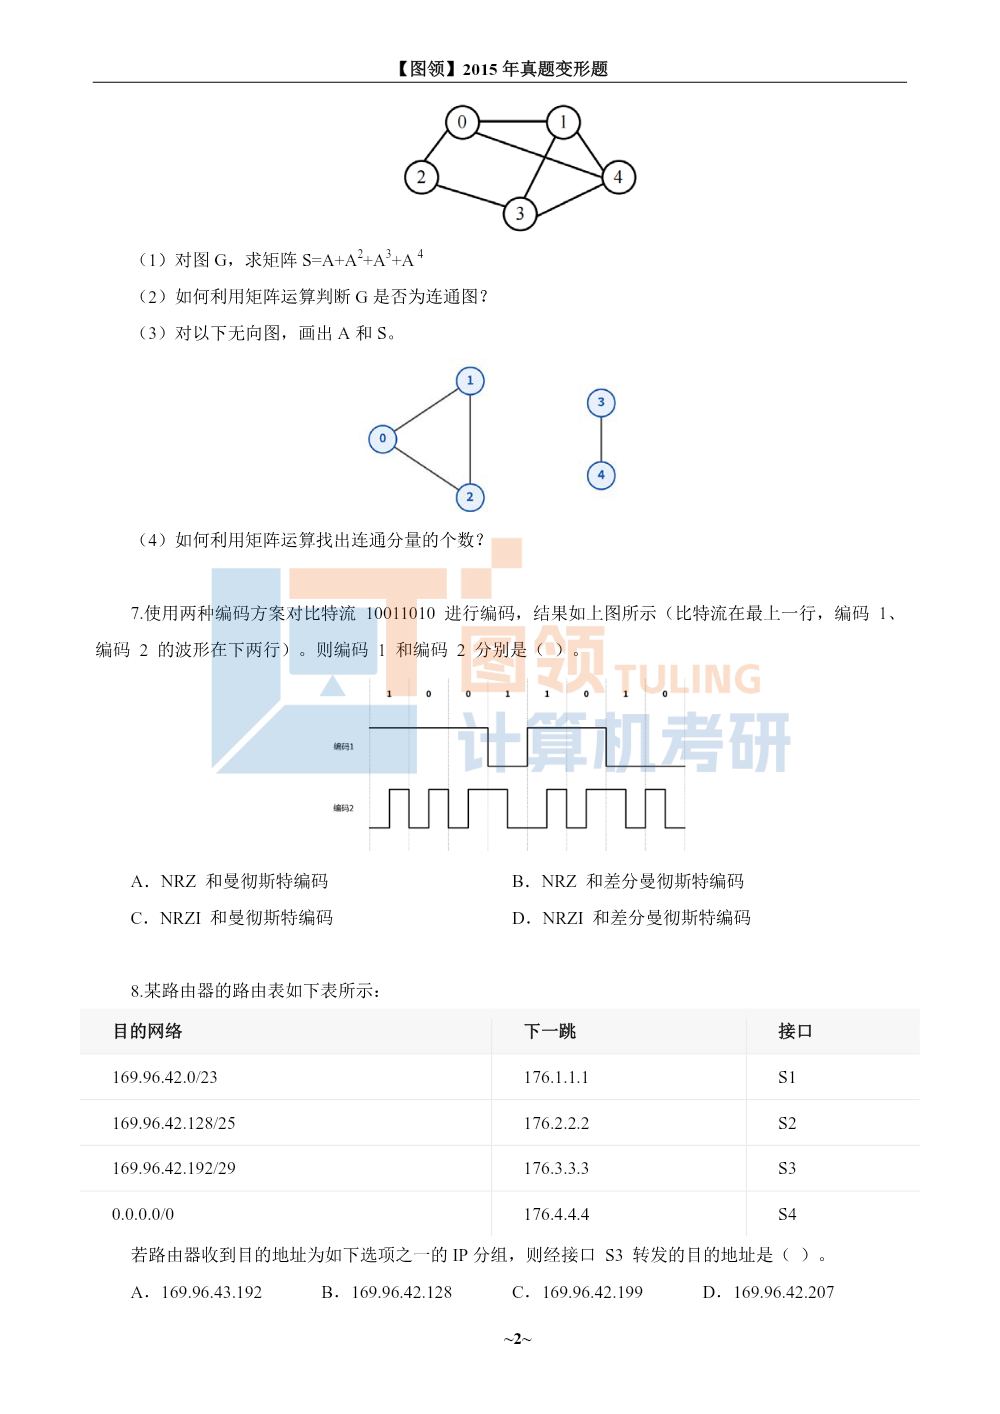 【图领】2015 年真题变形题
0
1
2
4
3
（1）对图 G，求矩阵 S=A+A²+A³+A⁴
（2）如何利用矩阵运算判断 G 是否为连通图？
（3）对以下无向图，画出 A 和 S。
1
3
0
4
2
（4）如何利用矩阵运算找出连通分量的个数？
7.使用两种编码方案对比特流 10011010 进行编码，结果如上图所示（比特流在最上一行，编码 1、
编码 2 的波形在下两行）。则编码 1 和编码 2 分别是（ ）。
图领 TULING
计算机考研
1 0 0 1 1 0 1 0
编码1
编码2
A．NRZ 和曼彻斯特编码 B．NRZ 和差分曼彻斯特编码
C．NRZI 和曼彻斯特编码 D．NRZI 和差分曼彻斯特编码
8.某路由器的路由表如下表所示：
目的网络 下一跳 接口
169.96.42.0/23 176.1.1.1 S1
169.96.42.128/25 176.2.2.2 S2
169.96.42.192/29 176.3.3.3 S3
0.0.0.0/0 176.4.4.4 S4
若路由器收到目的地址为如下选项之一的 IP 分组，则经接口 S3 转发的目的地址是（ ）。
A．169.96.43.192 B．169.96.42.128 C．169.96.42.199 D．169.96.42.207
~2~